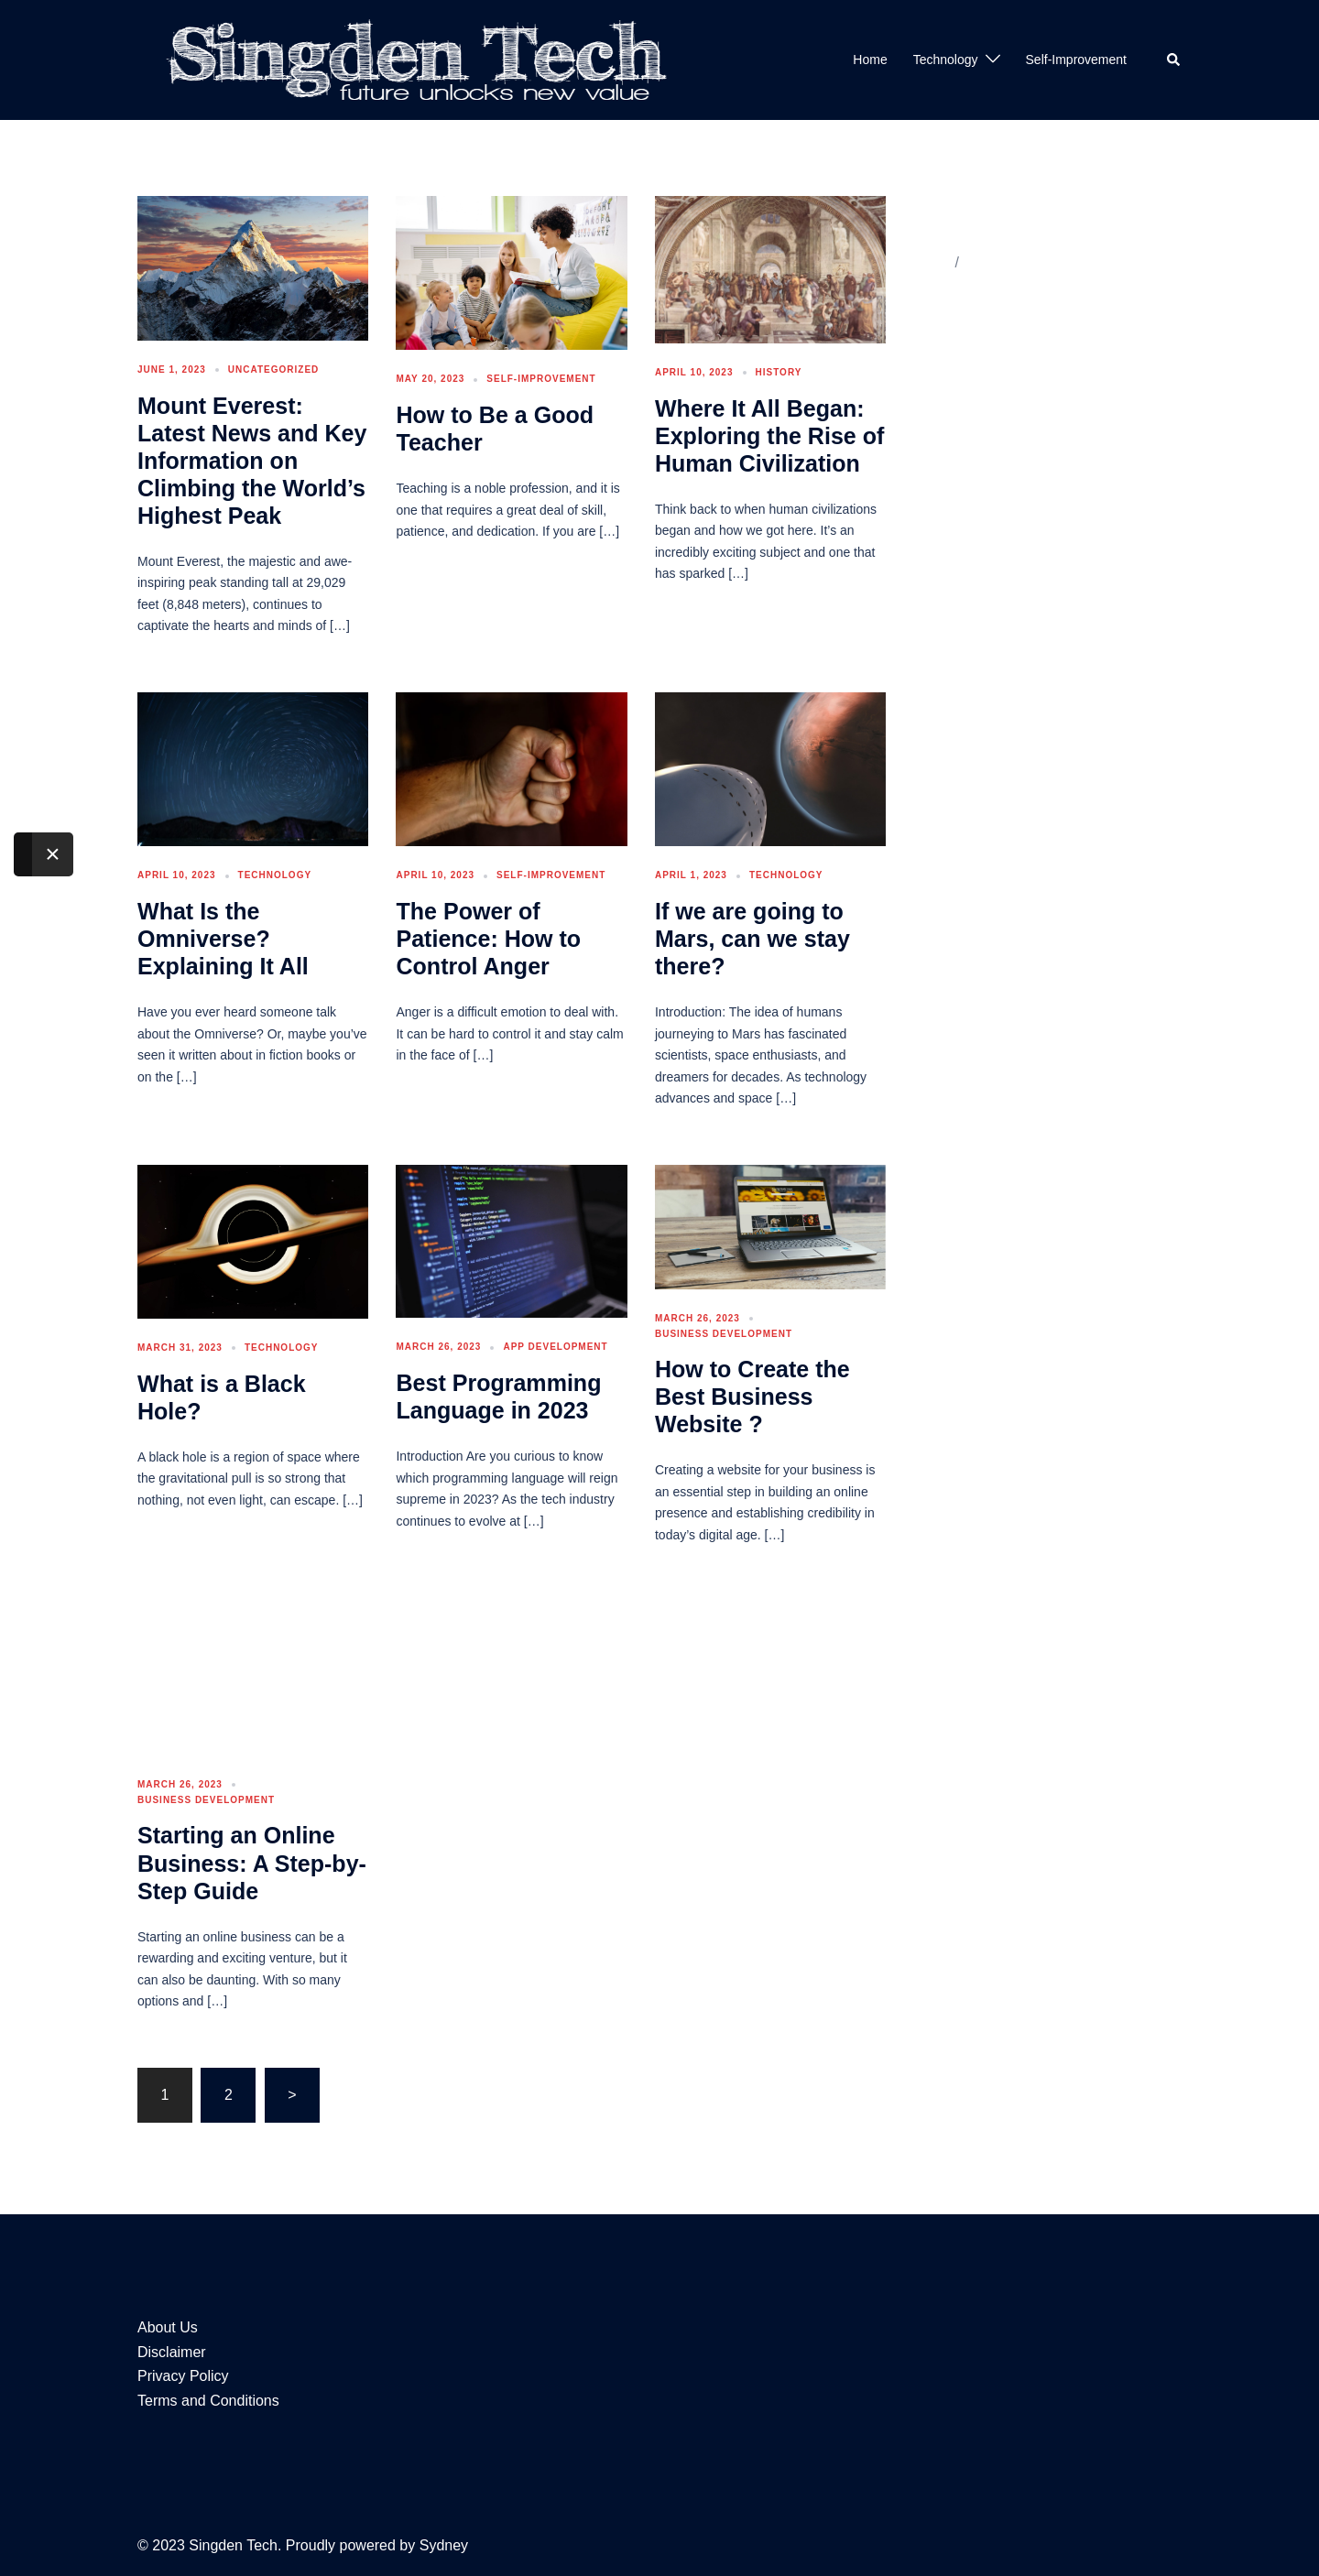 Singden Tech
future unlocks new value
Home
Technology
Self-Improvement
/
JUNE 1, 2023 • UNCATEGORIZED
Mount Everest:
Latest News and Key
Information on
Climbing the World’s
Highest Peak
Mount Everest, the majestic and awe-
inspiring peak standing tall at 29,029
feet (8,848 meters), continues to
captivate the hearts and minds of […]
MAY 20, 2023 • SELF-IMPROVEMENT
How to Be a Good
Teacher
Teaching is a noble profession, and it is
one that requires a great deal of skill,
patience, and dedication. If you are […]
APRIL 10, 2023 • HISTORY
Where It All Began:
Exploring the Rise of
Human Civilization
Think back to when human civilizations
began and how we got here. It’s an
incredibly exciting subject and one that
has sparked […]
×
APRIL 10, 2023 • TECHNOLOGY
What Is the
Omniverse?
Explaining It All
Have you ever heard someone talk
about the Omniverse? Or, maybe you’ve
seen it written about in fiction books or
on the […]
APRIL 10, 2023 • SELF-IMPROVEMENT
The Power of
Patience: How to
Control Anger
Anger is a difficult emotion to deal with.
It can be hard to control it and stay calm
in the face of […]
APRIL 1, 2023 • TECHNOLOGY
If we are going to
Mars, can we stay
there?
Introduction: The idea of humans
journeying to Mars has fascinated
scientists, space enthusiasts, and
dreamers for decades. As technology
advances and space […]
MARCH 31, 2023 • TECHNOLOGY
What is a Black
Hole?
A black hole is a region of space where
the gravitational pull is so strong that
nothing, not even light, can escape. […]
MARCH 26, 2023 • APP DEVELOPMENT
Best Programming
Language in 2023
Introduction Are you curious to know
which programming language will reign
supreme in 2023? As the tech industry
continues to evolve at […]
MARCH 26, 2023 •
BUSINESS DEVELOPMENT
How to Create the
Best Business
Website ?
Creating a website for your business is
an essential step in building an online
presence and establishing credibility in
today’s digital age. […]
MARCH 26, 2023 •
BUSINESS DEVELOPMENT
Starting an Online
Business: A Step-by-
Step Guide
Starting an online business can be a
rewarding and exciting venture, but it
can also be daunting. With so many
options and […]
1
2
>
About Us
Disclaimer
Privacy Policy
Terms and Conditions
© 2023 Singden Tech. Proudly powered by Sydney